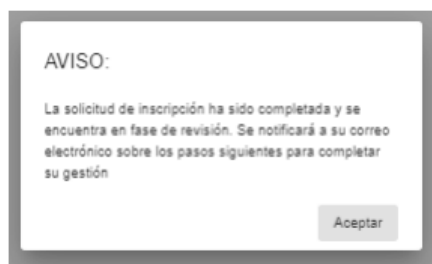 AVISO:
La solicitud de inscripción ha sido completada y se
encuentra en fase de revisión. Se notificará a su correo
electrónico sobre los pasos siguientes para completar
su gestión
Aceptar